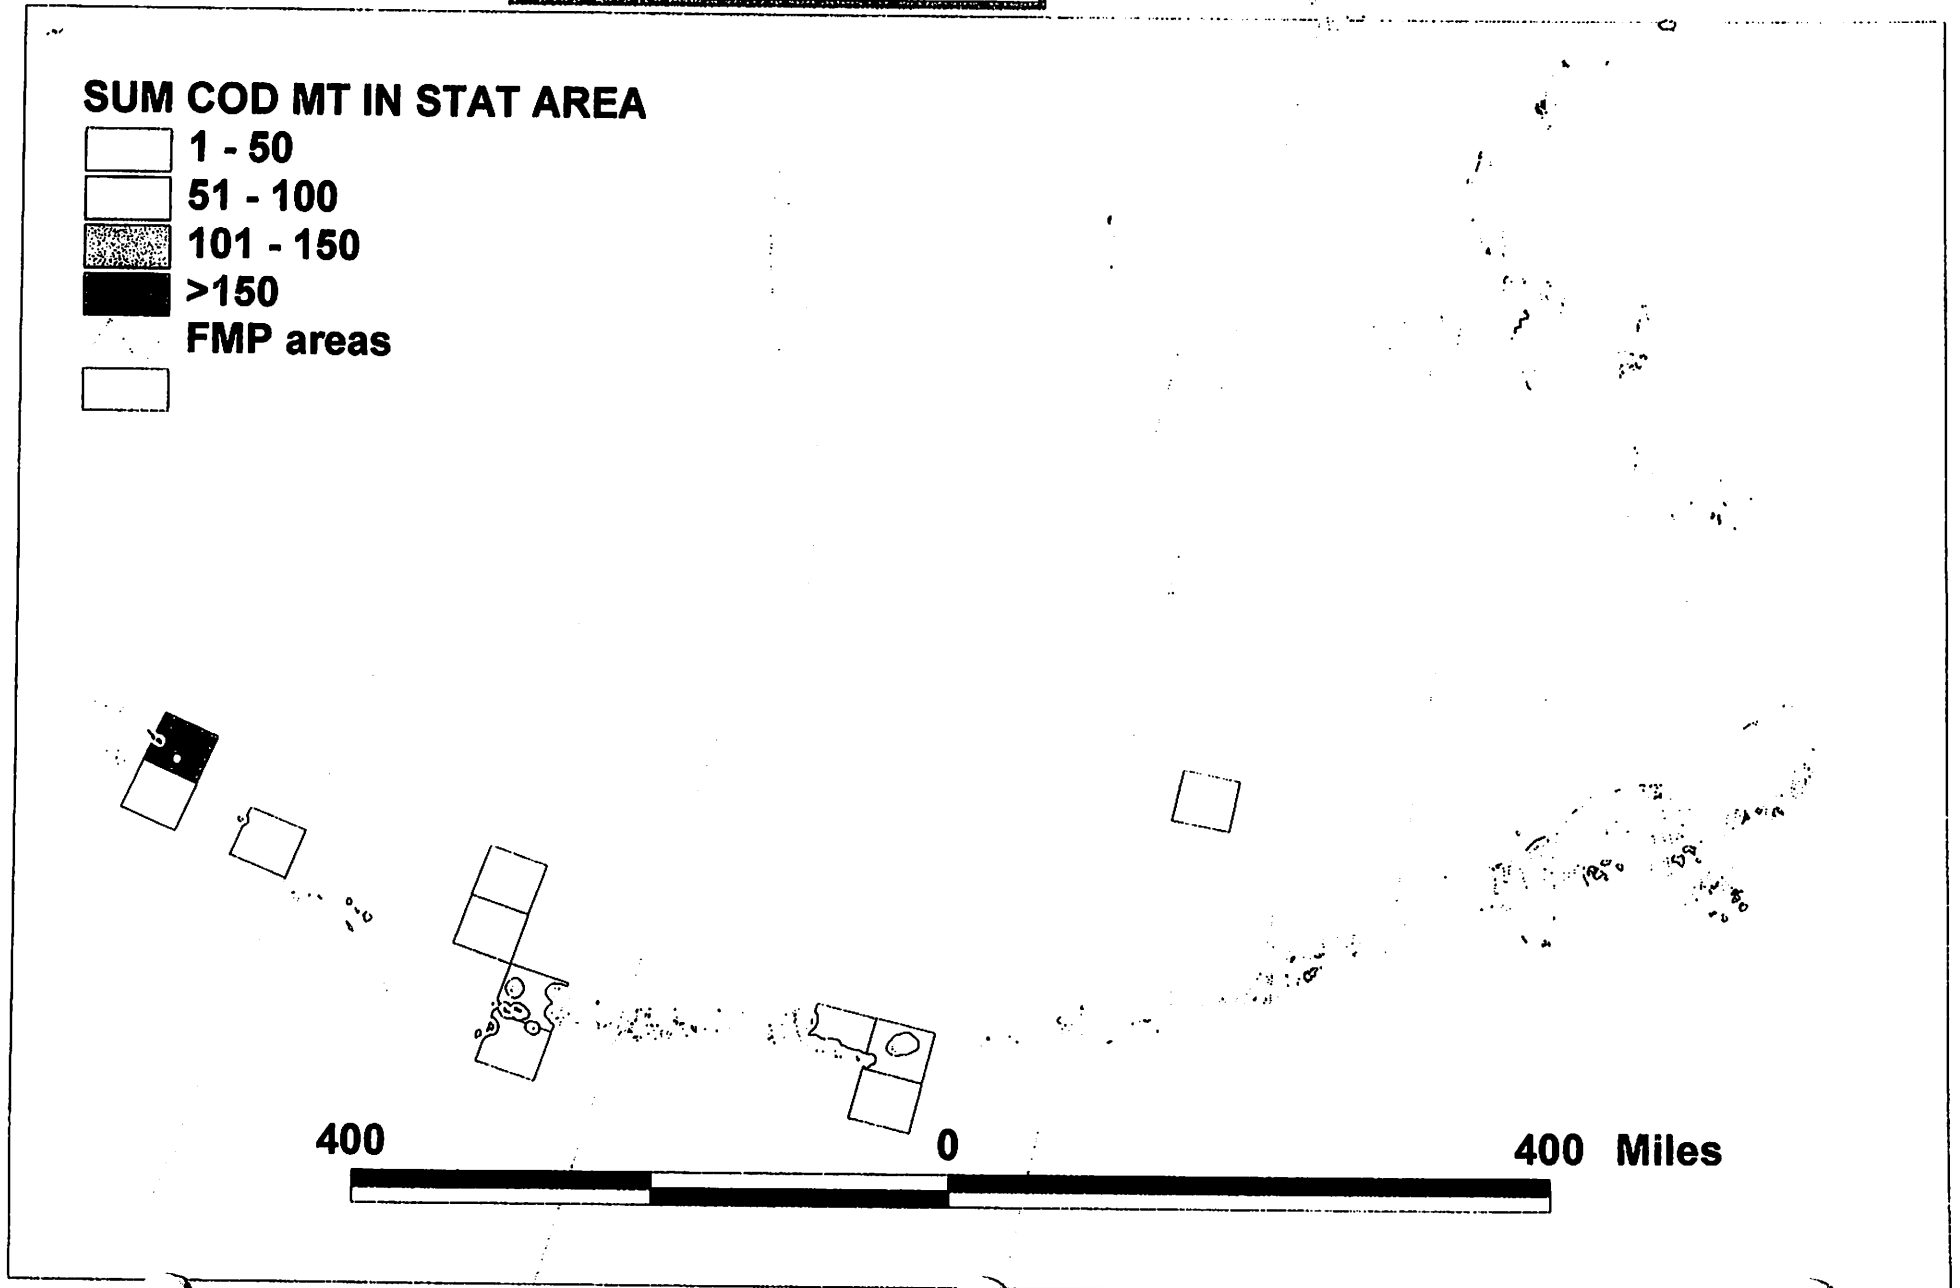 SUM COD MT IN STAT AREA
1 - 50
51 - 100
101 - 150
>150
FMP areas
400 0 400 Miles